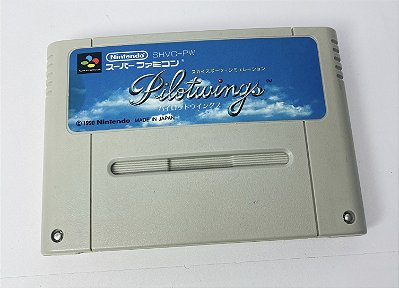 Nintendo SHVC-PW
スーパーファミコン
スカイスポーツ・シミュレーション
Pilotwings™
パイロットウイングス
©1990 Nintendo MADE IN JAPAN